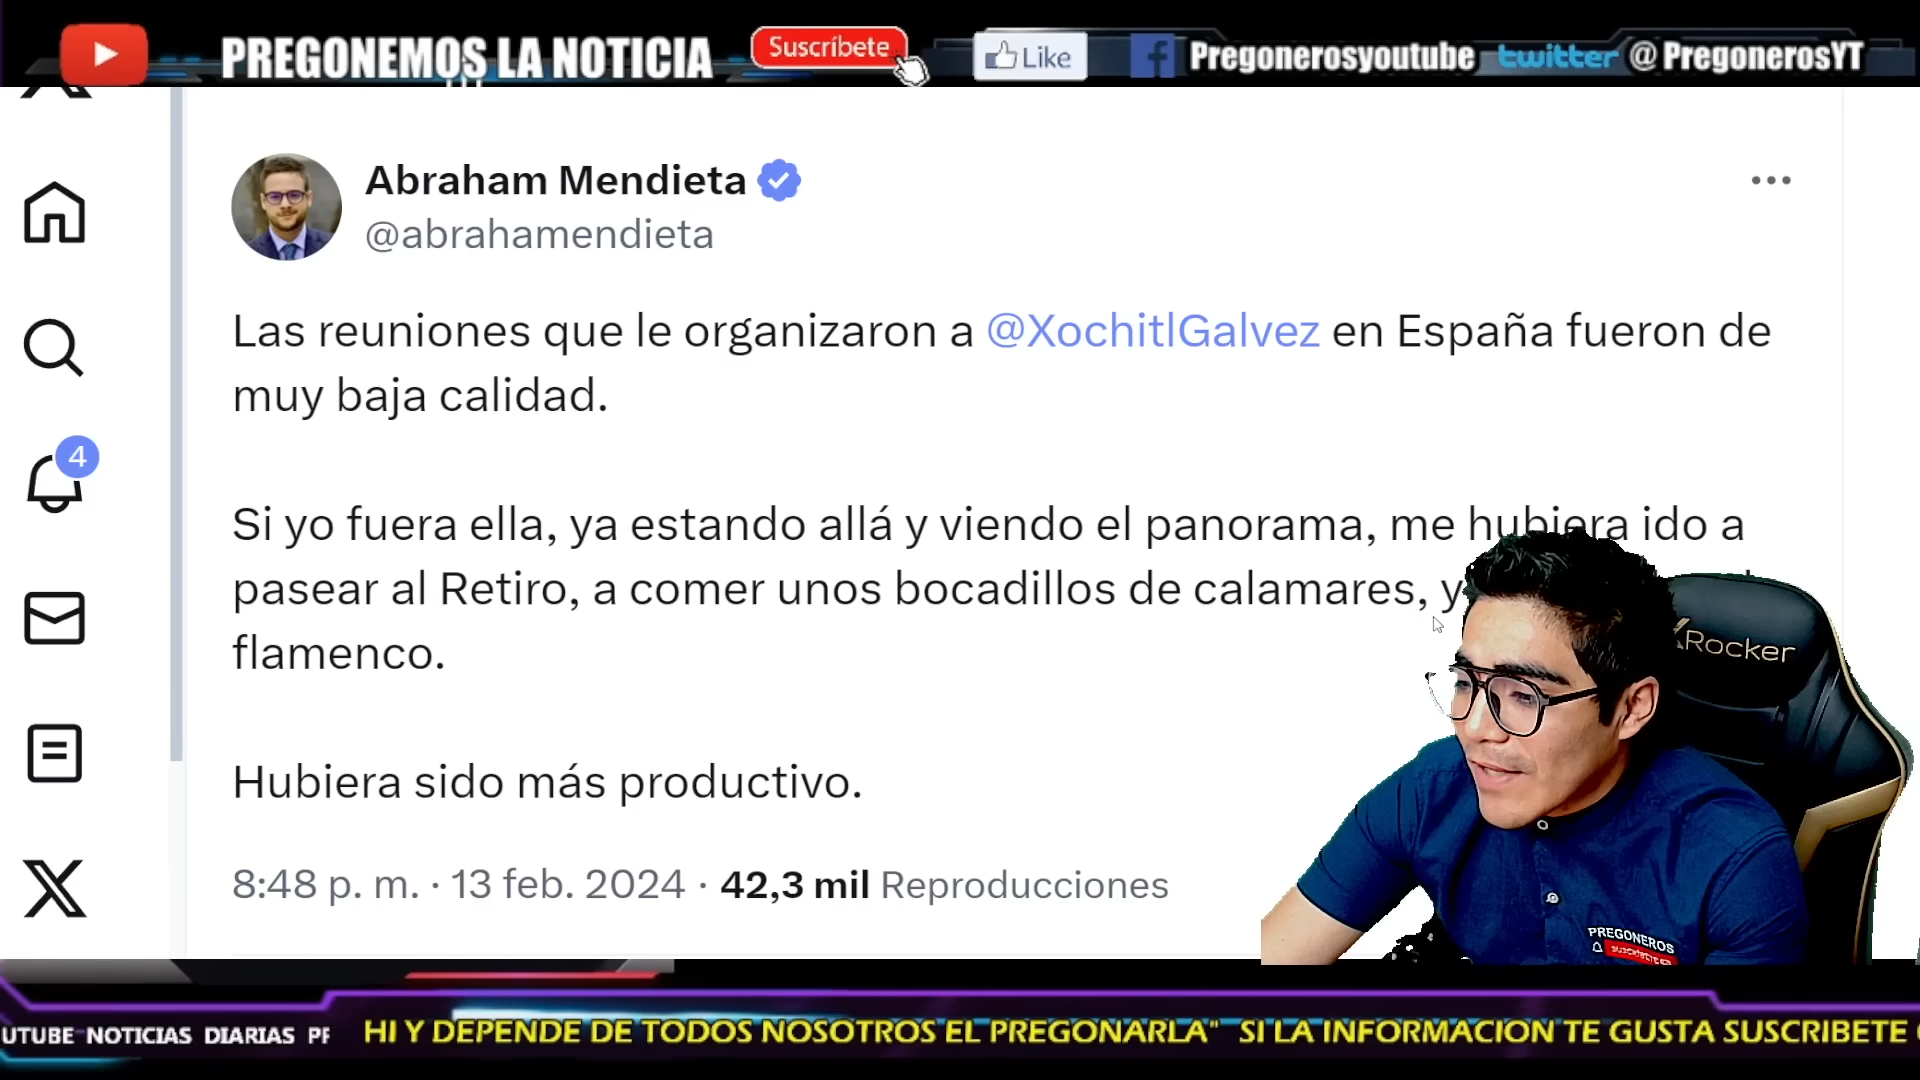 PREGONEMOS LA NOTICIA Suscríbete Like Pregonerosyoutube twitter @PregonerosYT
Abraham Mendieta
@abrahamendieta
Las reuniones que le organizaron a @XochitlGalvez en España fueron de
muy baja calidad.
Si yo fuera ella, ya estando allá y viendo el panorama, me hubiera ido a
pasear al Retiro, a comer unos bocadillos de calamares, y
flamenco.
Hubiera sido más productivo.
8:48 p. m. · 13 feb. 2024 · 42,3 mil Reproducciones
4
XRocker
PREGONEROS
SUSCRIBETE
UTUBE NOTICIAS DIARIAS PR HI Y DEPENDE DE TODOS NOSOTROS EL PREGONARLA" SI LA INFORMACION TE GUSTA SUSCRIBETE